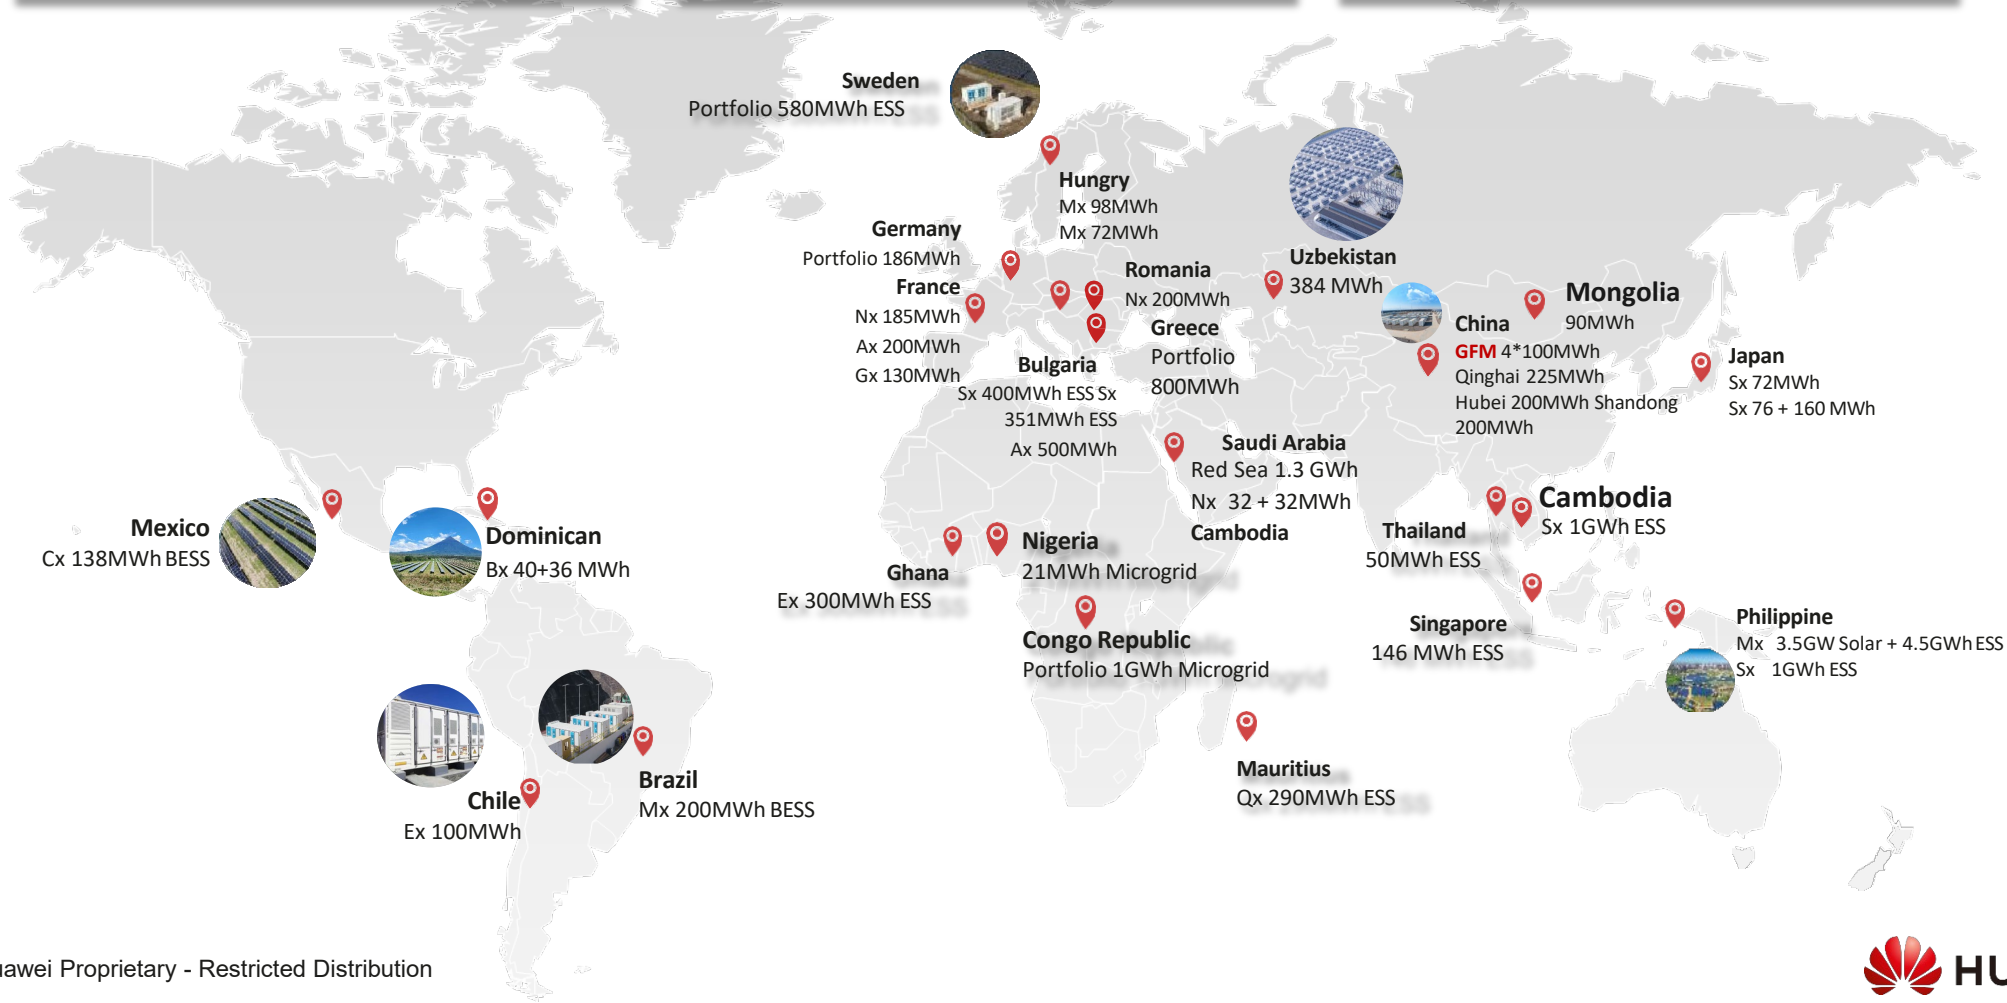 Sweden
Portfolio 580MWh ESS
Hungry
Mx 98MWh
Mx 72MWh
Germany
Portfolio 186MWh
France
Nx 185MWh
Ax 200MWh
Gx 130MWh
Romania
Nx 200MWh
Greece
Portfolio
800MWh
Bulgaria
Sx 400MWh ESS Sx
351MWh ESS
Ax 500MWh
Uzbekistan
384 MWh
Mongolia
90MWh
China
GFM 4*100MWh
Qinghai 225MWh
Hubei 200MWh Shandong
200MWh
Japan
Sx 72MWh
Sx 76 + 160 MWh
Saudi Arabia
Red Sea 1.3 GWh
Nx 32 + 32MWh
Cambodia
Mexico
Cx 138MWh BESS
Dominican
Bx 40+36 MWh
Ghana
Ex 300MWh ESS
Nigeria
21MWh Microgrid
Congo Republic
Portfolio 1GWh Microgrid
Thailand
50MWh ESS
Cambodia
Sx 1GWh ESS
Singapore
146 MWh ESS
Philippine
Mx 3.5GW Solar + 4.5GWh ESS
Sx 1GWh ESS
Mauritius
Qx 290MWh ESS
Chile
Ex 100MWh
Brazil
Mx 200MWh BESS
uawei Proprietary - Restricted Distribution
HU